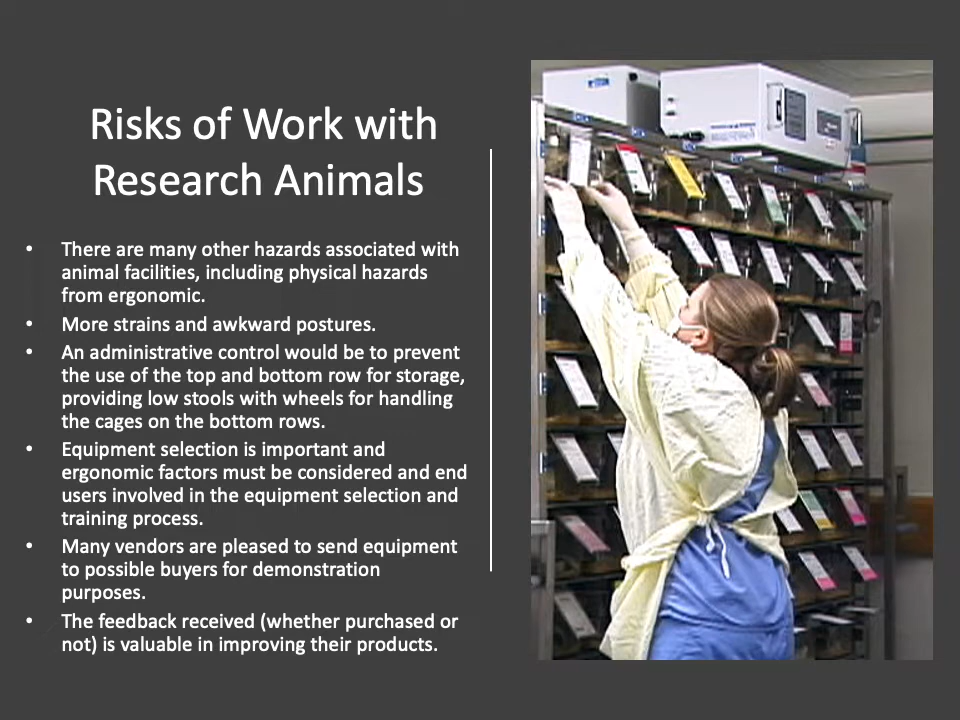 Risks of Work with
Research Animals
• There are many other hazards associated with
animal facilities, including physical hazards
from ergonomic.
• More strains and awkward postures.
• An administrative control would be to prevent
the use of the top and bottom row for storage,
providing low stools with wheels for handling
the cages on the bottom rows.
• Equipment selection is important and
ergonomic factors must be considered and end
users involved in the equipment selection and
training process.
• Many vendors are pleased to send equipment
to possible buyers for demonstration
purposes.
• The feedback received (whether purchased or
not) is valuable in improving their products.